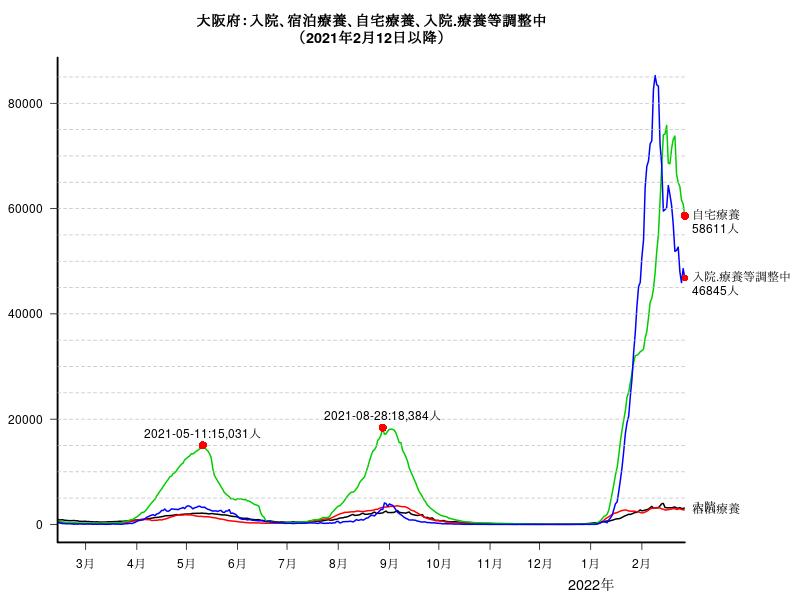 大阪府：入院、宿泊療養、自宅療養、入院.療養等調整中
（2021年2月12日以降）
80000
60000
40000
20000
0
2021-05-11:15,031人
2021-08-28:18,384人
自宅療養
58611人
入院.療養等調整中
46845人
3月
4月
5月
6月
7月
8月
9月
10月
11月
12月
1月
2月
2022年